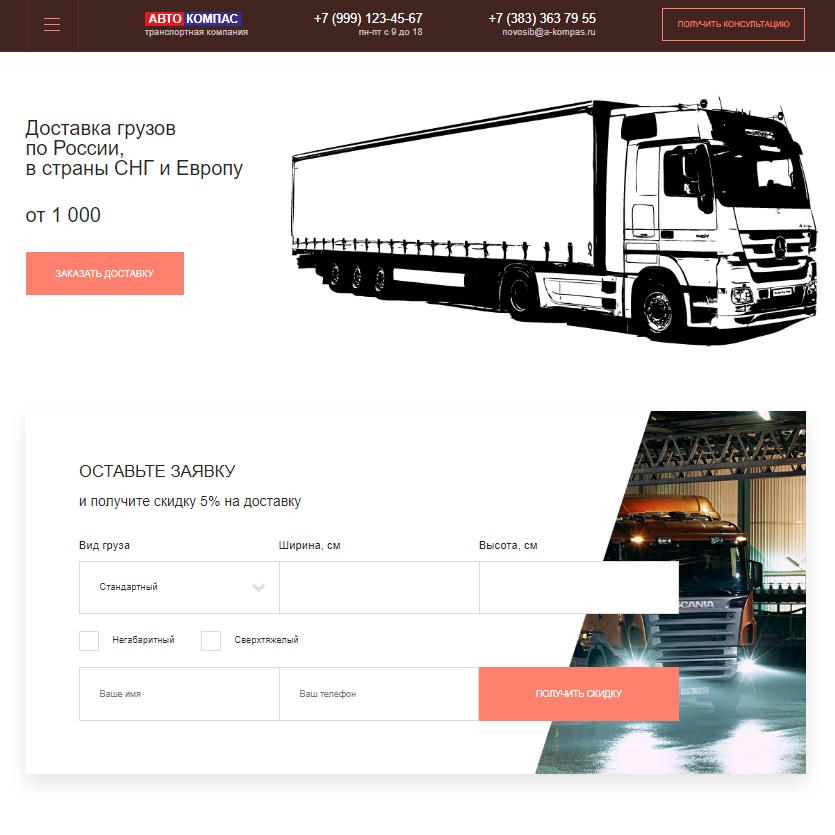 АВТО КОМПАС
транспортная компания
+7 (999) 123-45-67
пн-пт с 9 до 18
+7 (383) 363 79 55
novosib@a-kompas.ru
ПОЛУЧИТЬ КОНСУЛЬТАЦИЮ
Доставка грузов
по России,
в страны СНГ и Европу
от 1 000
ЗАКАЗАТЬ ДОСТАВКУ
ОСТАВЬТЕ ЗАЯВКУ
и получите скидку 5% на доставку
Вид груза
Ширина, см
Высота, см
Стандартный
SCANIA
Негабаритный
Сверхтяжелый
Ваше имя
Ваш телефон
ПОЛУЧИТЬ СКИДКУ